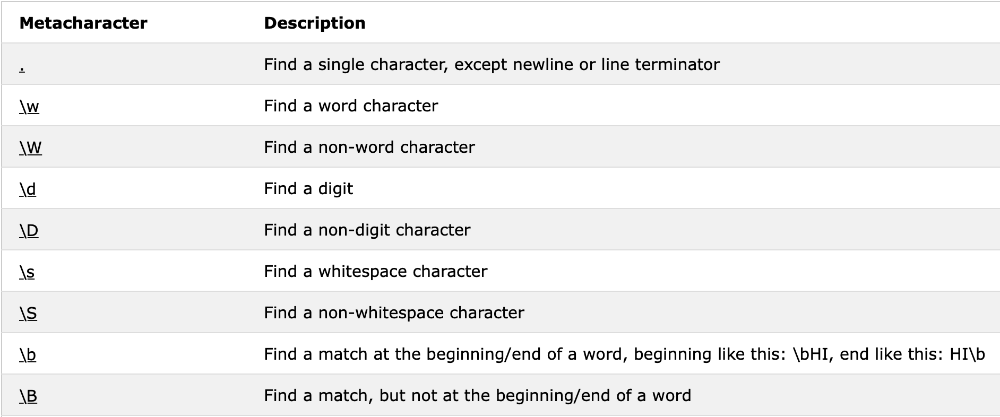 Metacharacter Description
. Find a single character, except newline or line terminator
\w Find a word character
\W Find a non-word character
\d Find a digit
\D Find a non-digit character
\s Find a whitespace character
\S Find a non-whitespace character
\b Find a match at the beginning/end of a word, beginning like this: \bHI, end like this: HI\b
\B Find a match, but not at the beginning/end of a word